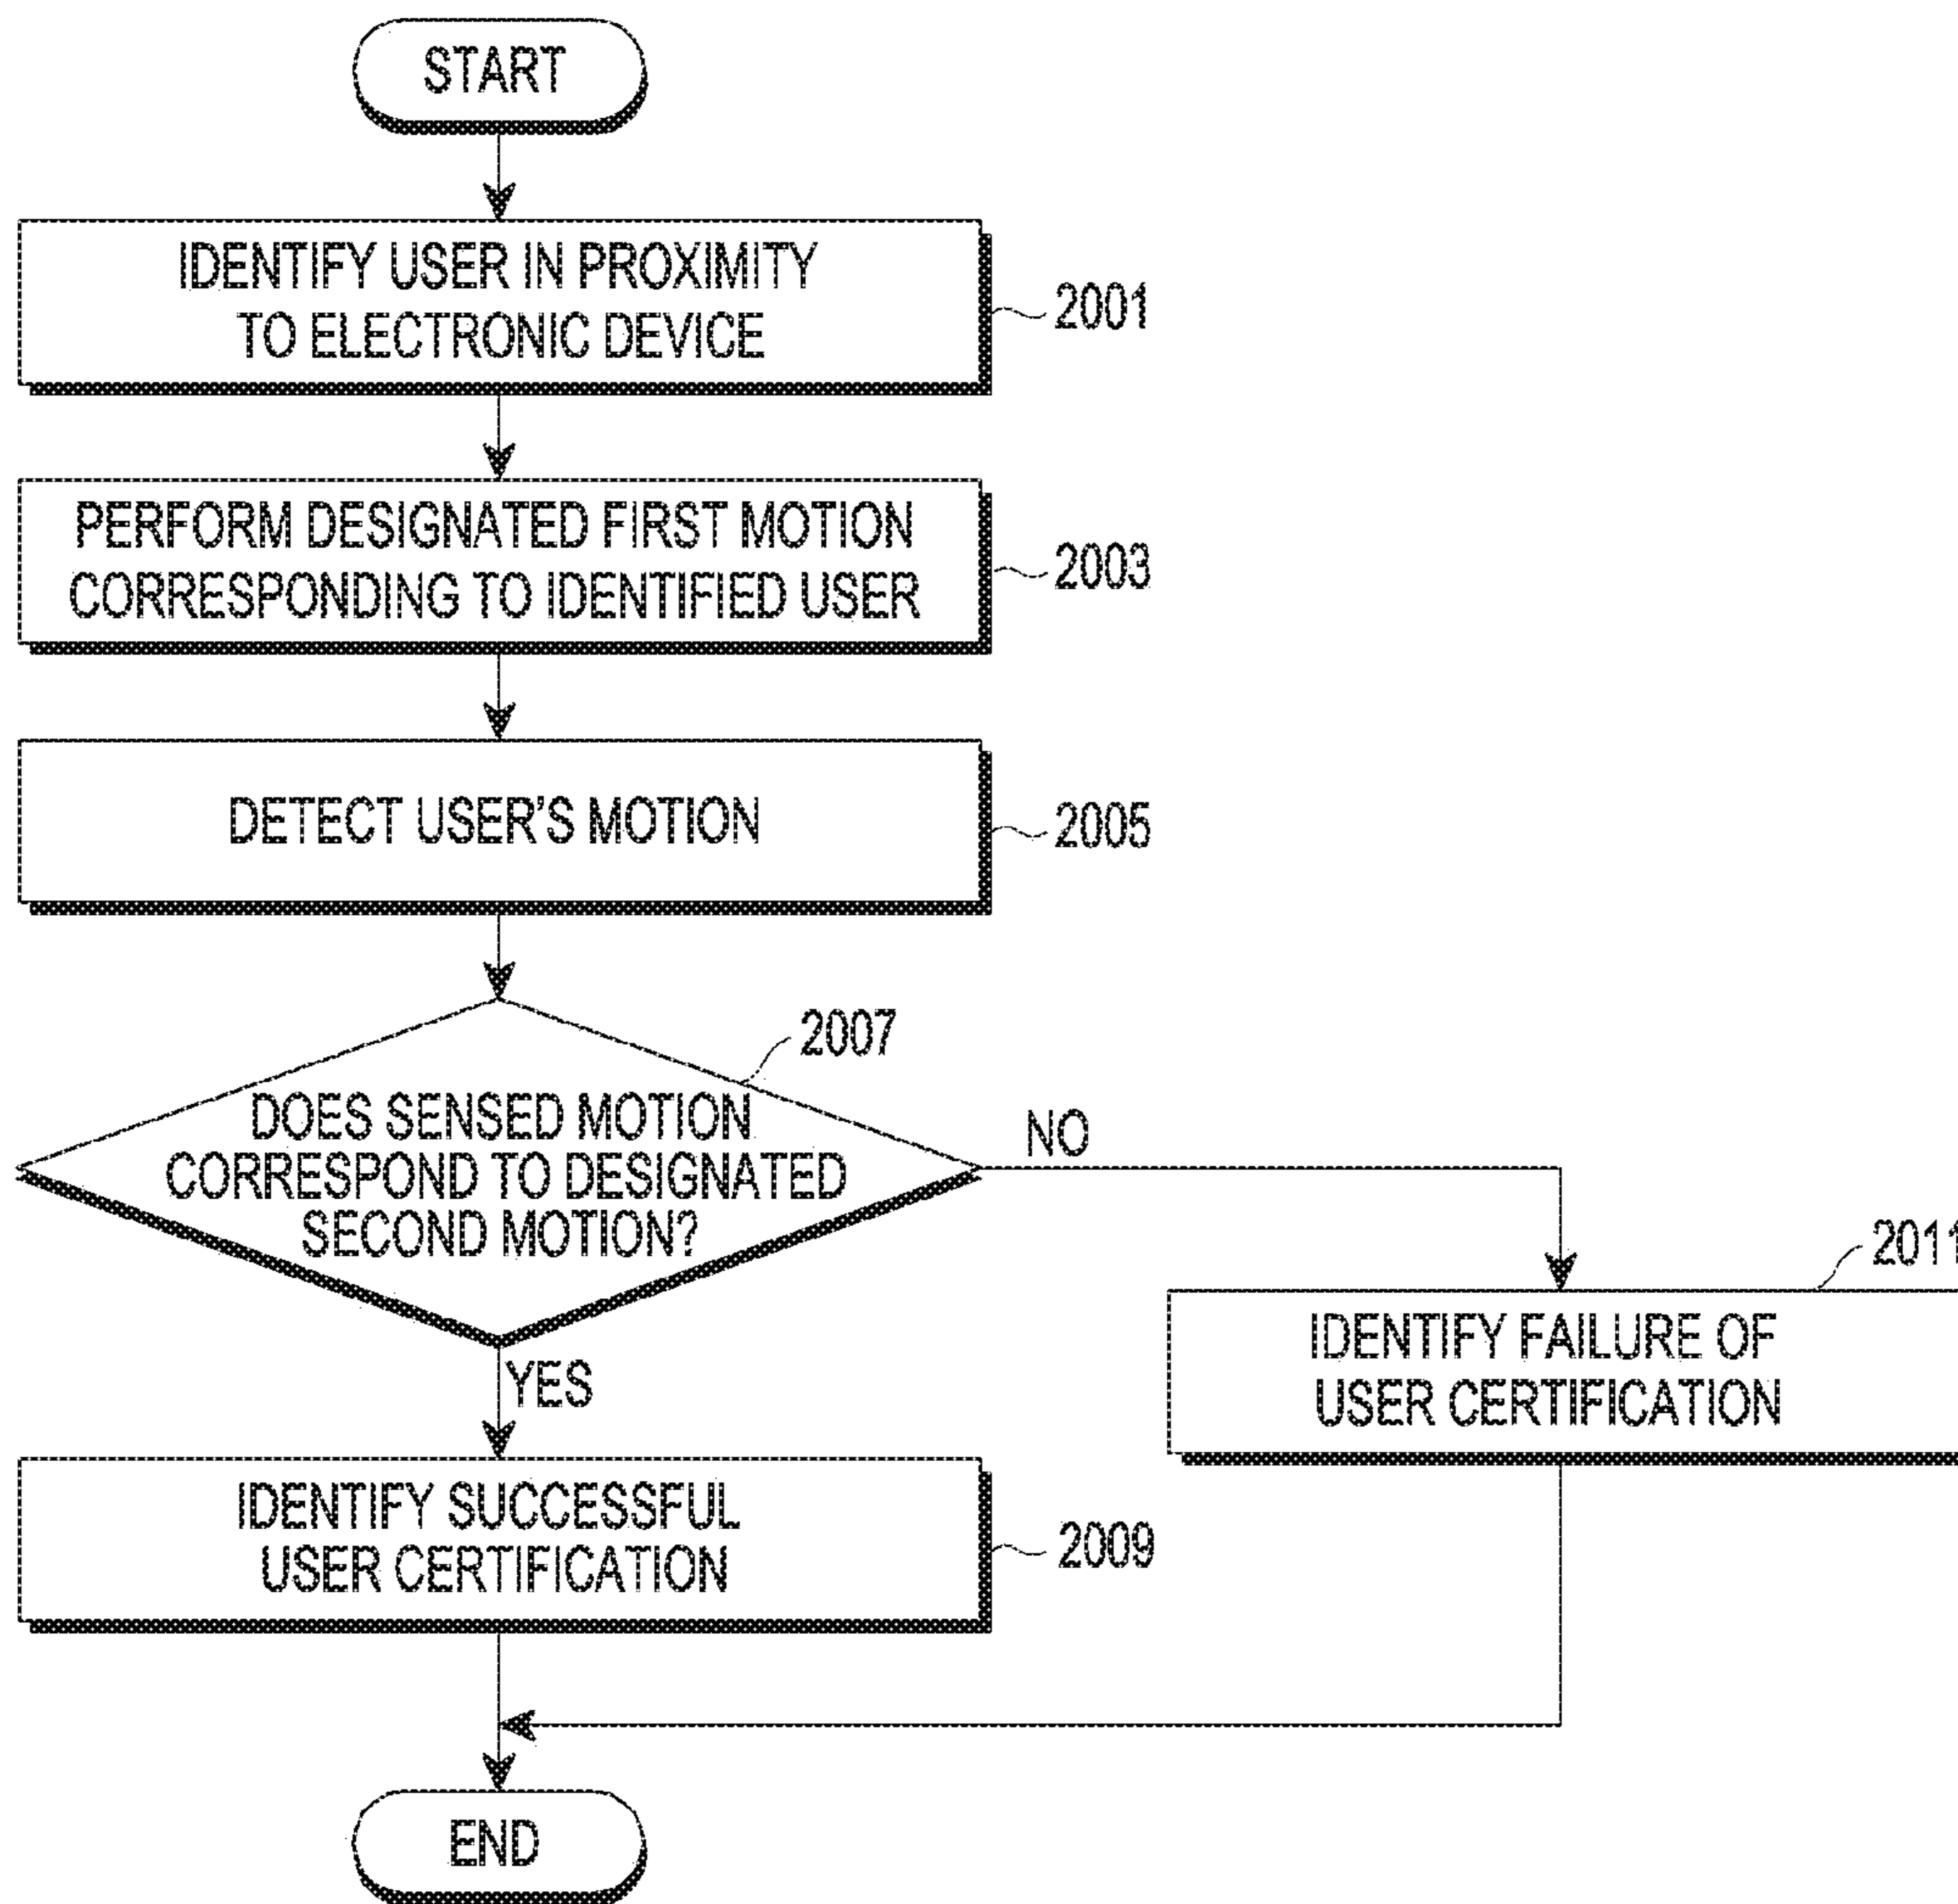 START
IDENTIFY USER IN PROXIMITY
TO ELECTRONIC DEVICE
2001
PERFORM DESIGNATED FIRST MOTION
CORRESPONDING TO IDENTIFIED USER
2003
DETECT USER'S MOTION
2005
2007
DOES SENSED MOTION
CORRESPOND TO DESIGNATED
SECOND MOTION?
NO
2011
IDENTIFY FAILURE OF
USER CERTIFICATION
YES
IDENTIFY SUCCESSFUL
USER CERTIFICATION
2009
END